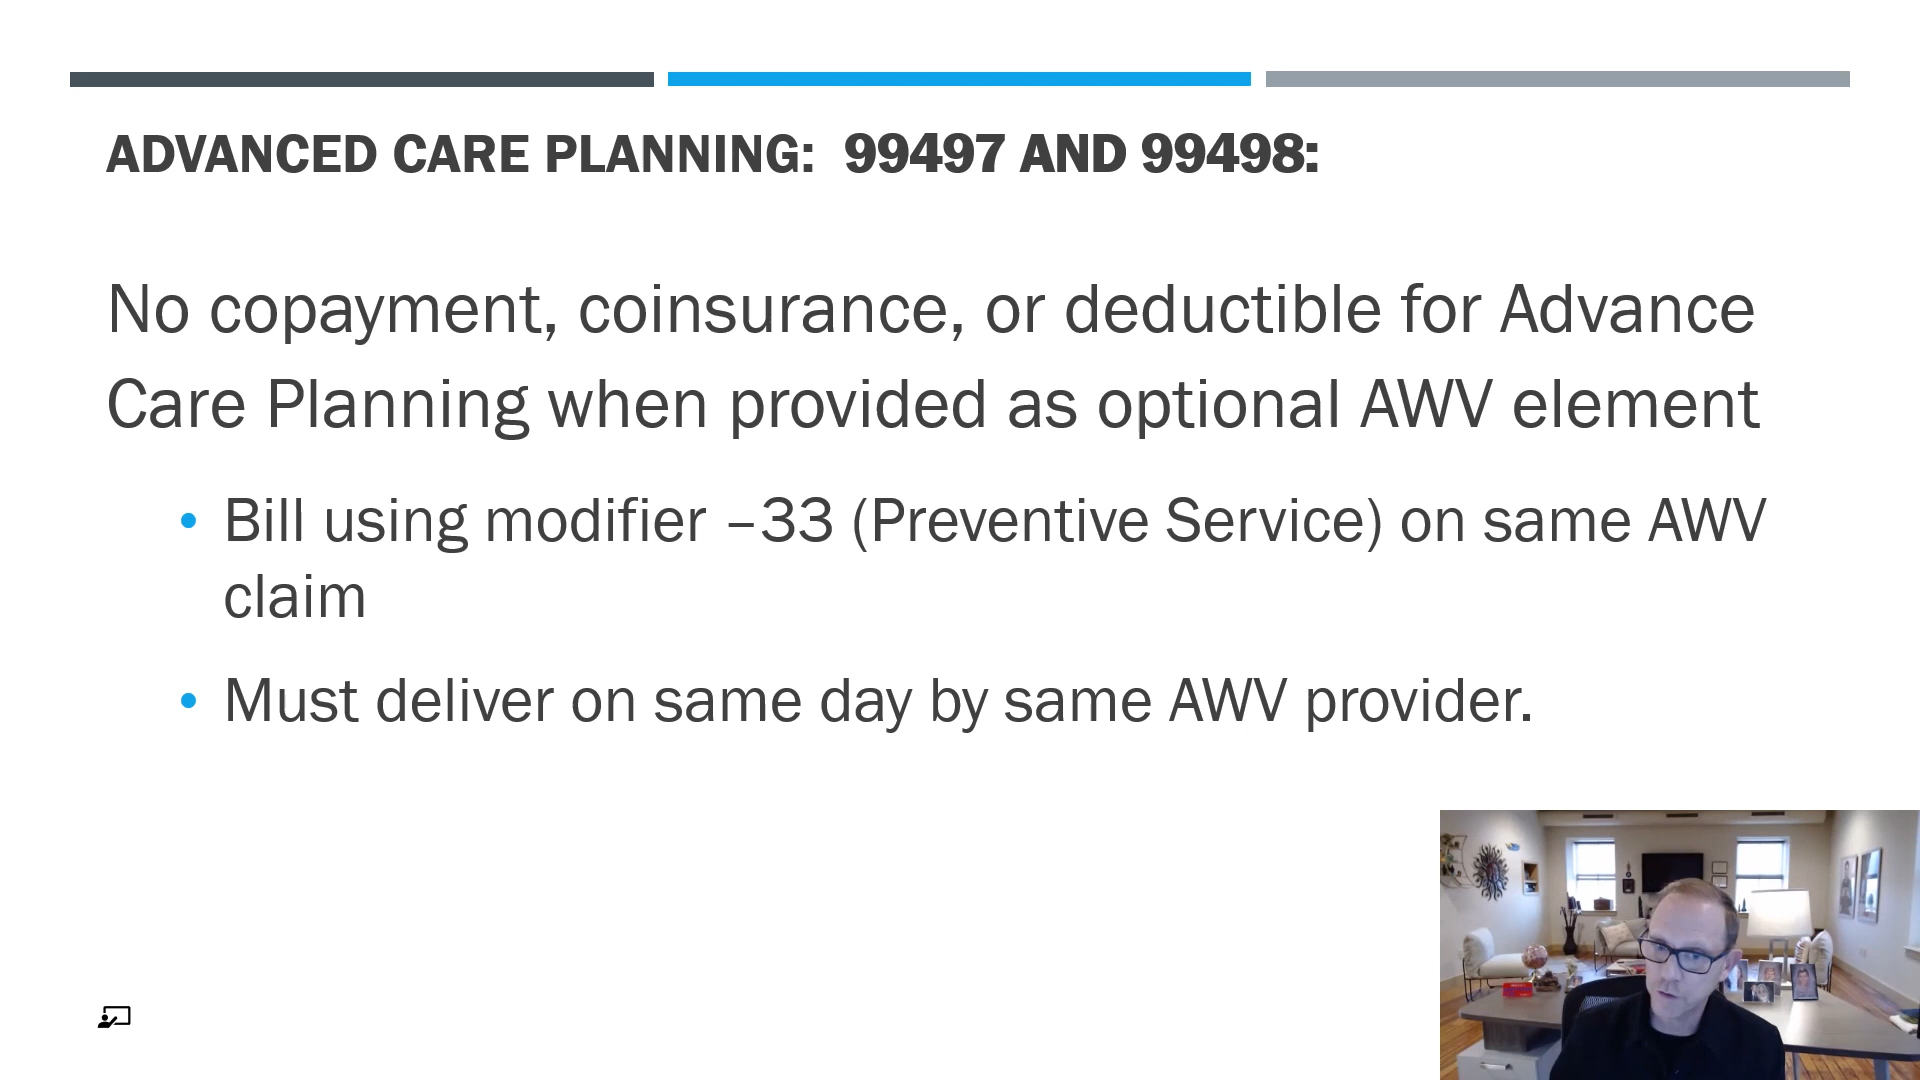 ADVANCED CARE PLANNING: 99497 AND 99498:
No copayment, coinsurance, or deductible for Advance
Care Planning when provided as optional AWV element
• Bill using modifier –33 (Preventive Service) on same AWV
claim
• Must deliver on same day by same AWV provider.